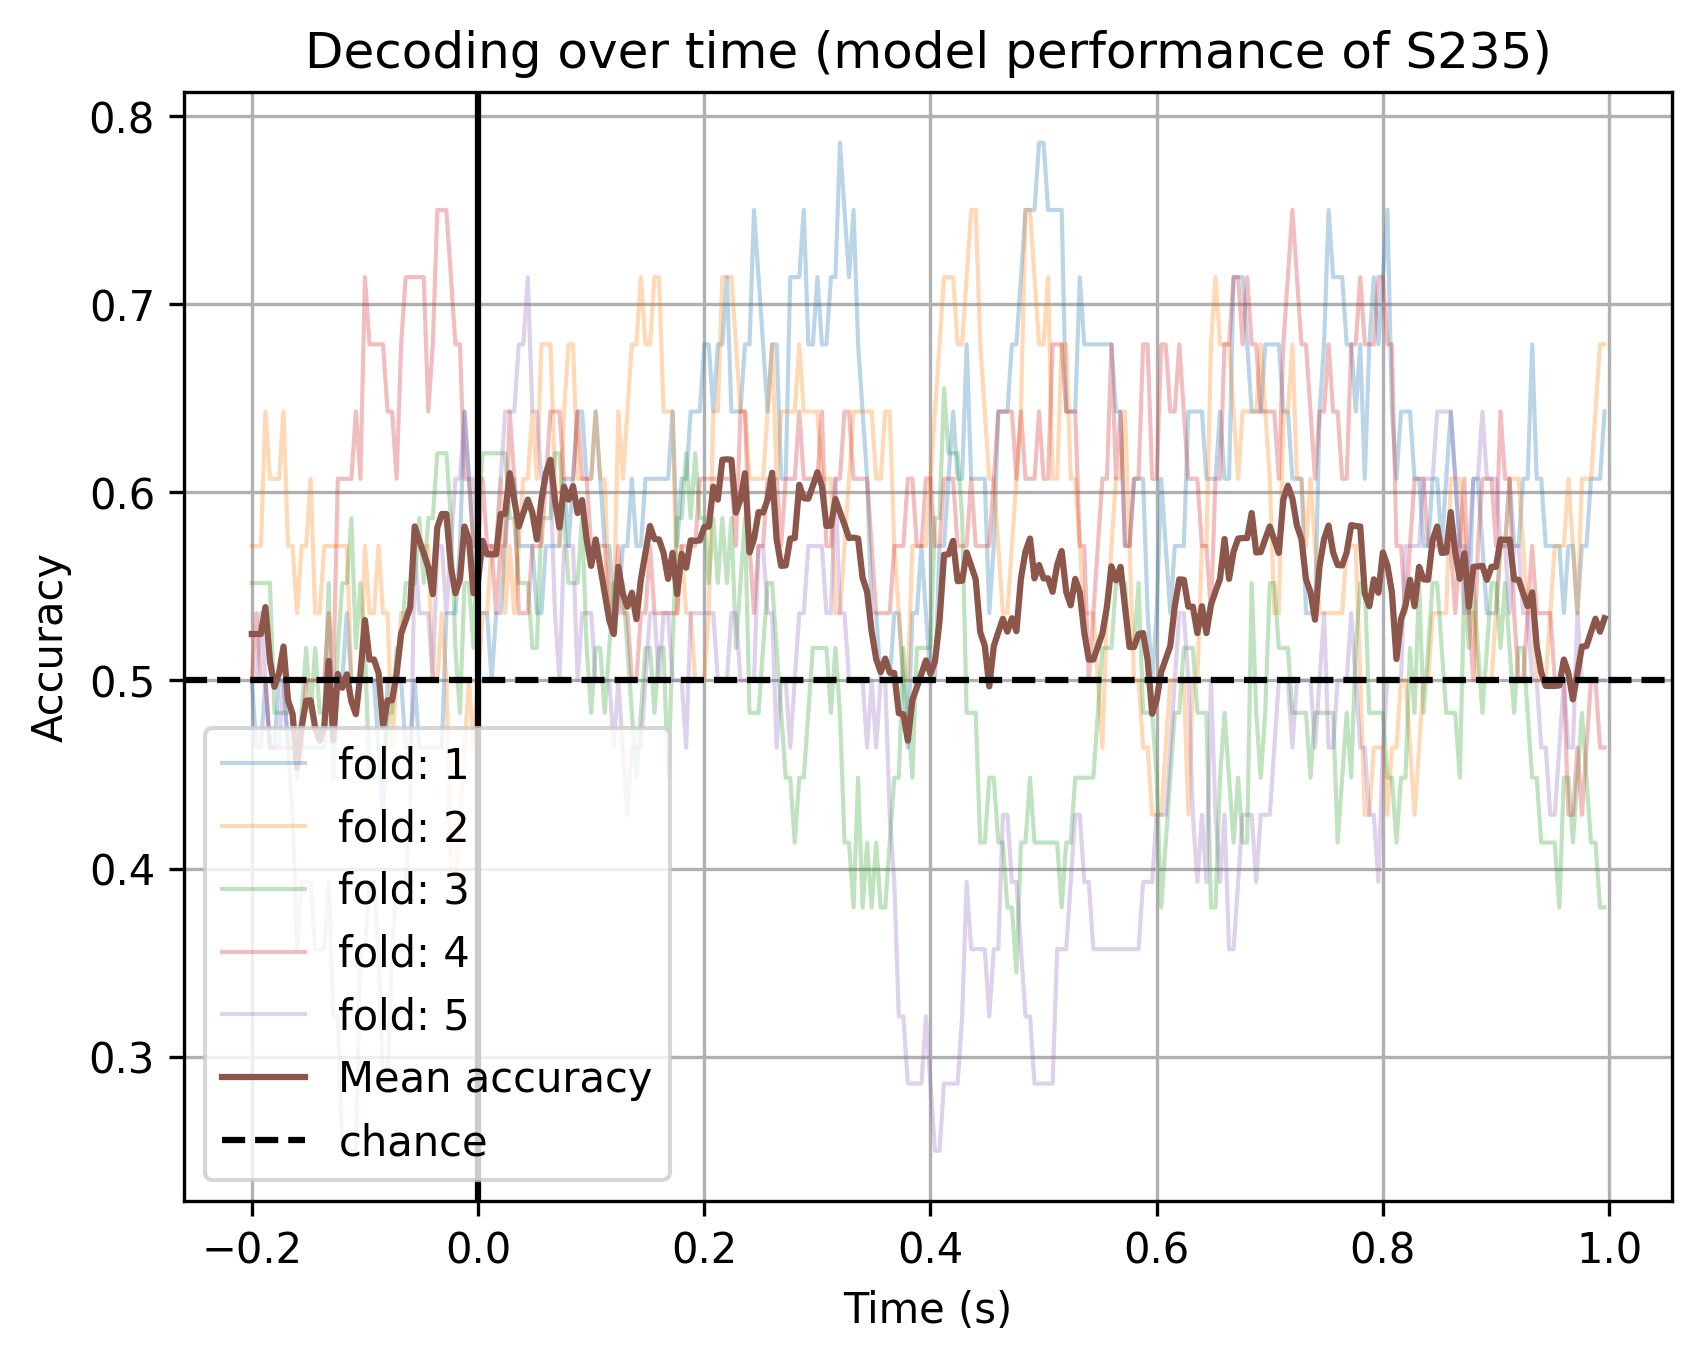 Decoding over time (model performance of S235)
Accuracy
0.8
0.7
0.6
0.5
0.4
0.3
fold: 1
fold: 2
fold: 3
fold: 4
fold: 5
Mean accuracy
chance
−0.2 0.0 0.2 0.4 0.6 0.8 1.0
Time (s)